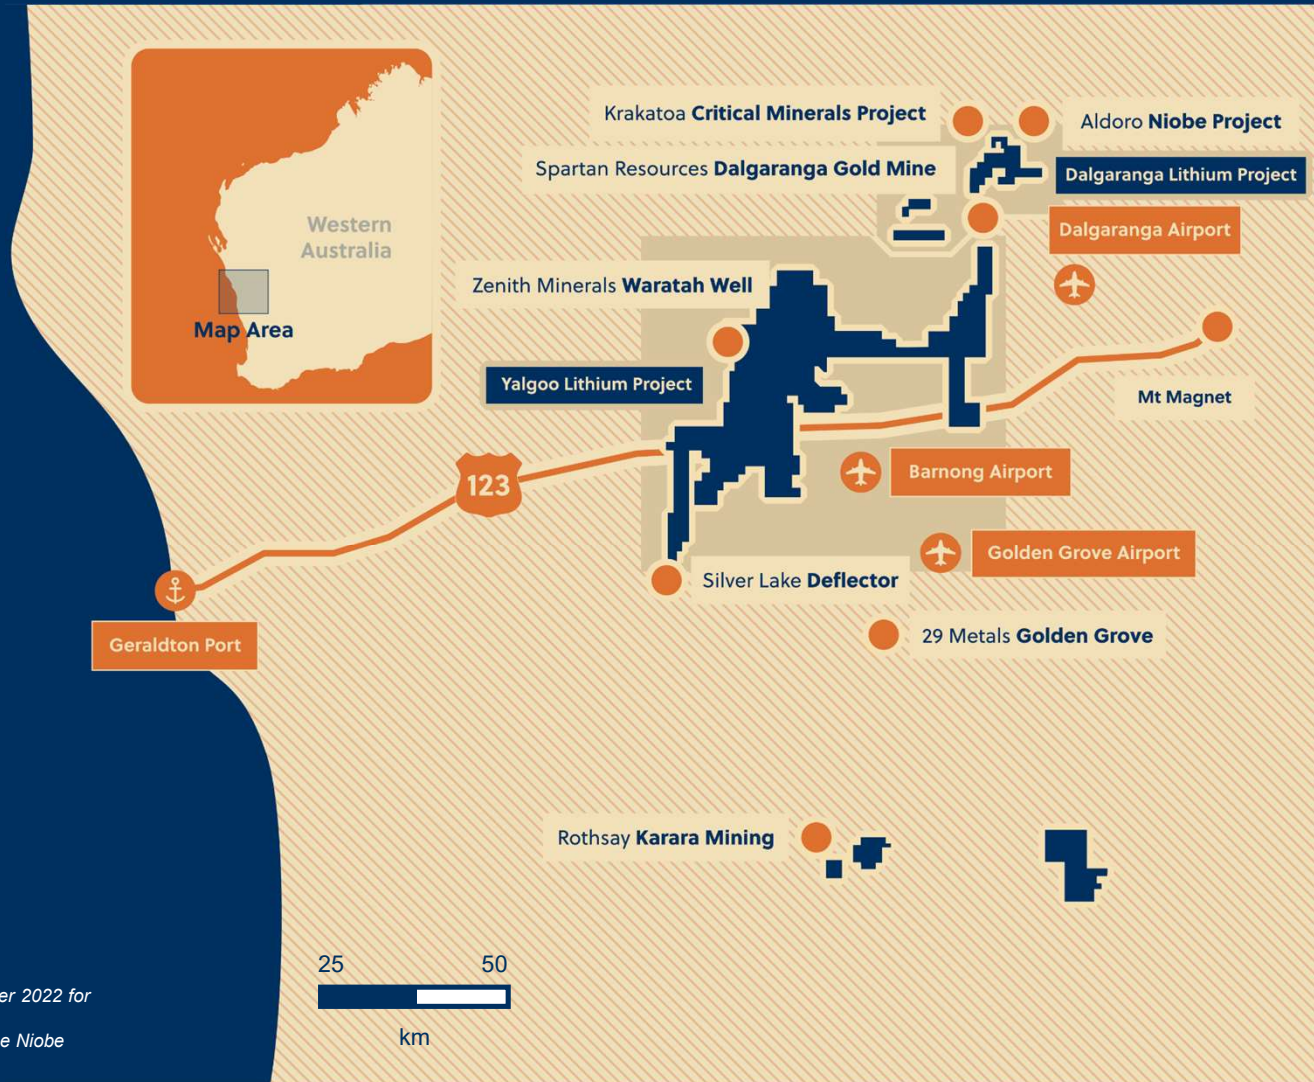 Krakatoa Critical Minerals Project
Aldoro Niobe Project
Spartan Resources Dalgaranga Gold Mine
Dalgaranga Lithium Project
Western
Australia
Dalgaranga Airport
Zenith Minerals Waratah Well
Map Area
Yalgoo Lithium Project
Mt Magnet
123
Barnong Airport
Golden Grove Airport
Silver Lake Deflector
Geraldton Port
29 Metals Golden Grove
Rothsay Karara Mining
25 50
km
er 2022 for
e Niobe